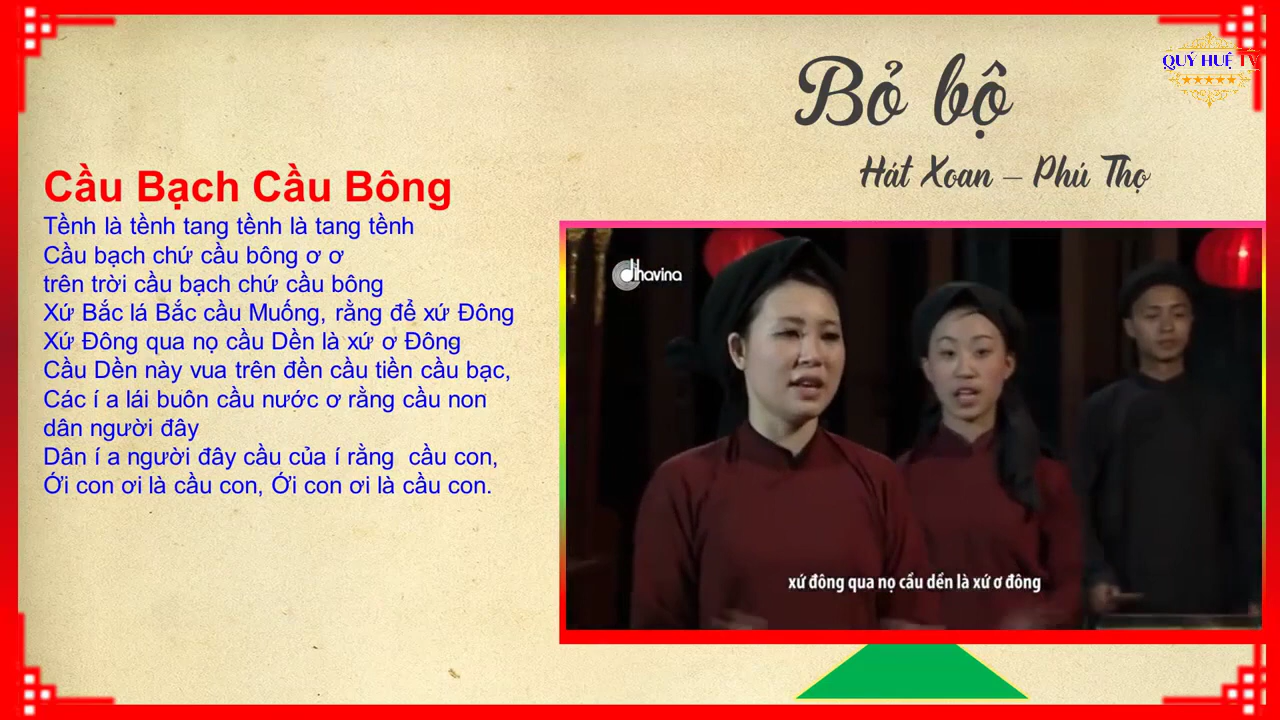 Bỏ bộ
QUÝ HUỆ TV
Hát Xoan – Phú Thọ
Cầu Bạch Cầu Bông
Tềnh là tềnh tang tềnh là tang tềnh
Cầu bạch chứ cầu bông ơ ơ
trên trời cầu bạch chứ cầu bông
Xứ Bắc lá Bắc cầu Muống, rằng để xứ Đông
Xứ Đông qua nọ cầu Dền là xứ ơ Đông
Cầu Dền này vua trên đền cầu tiền cầu bạc,
Các í a lái buôn cầu nước ơ rằng cầu non
dân người đây
Dân í a người đây cầu của í rằng  cầu con,
Ới con ơi là cầu con, Ới con ơi là cầu con.
dihavina
xứ đông qua nọ cầu dền là xứ ơ đông